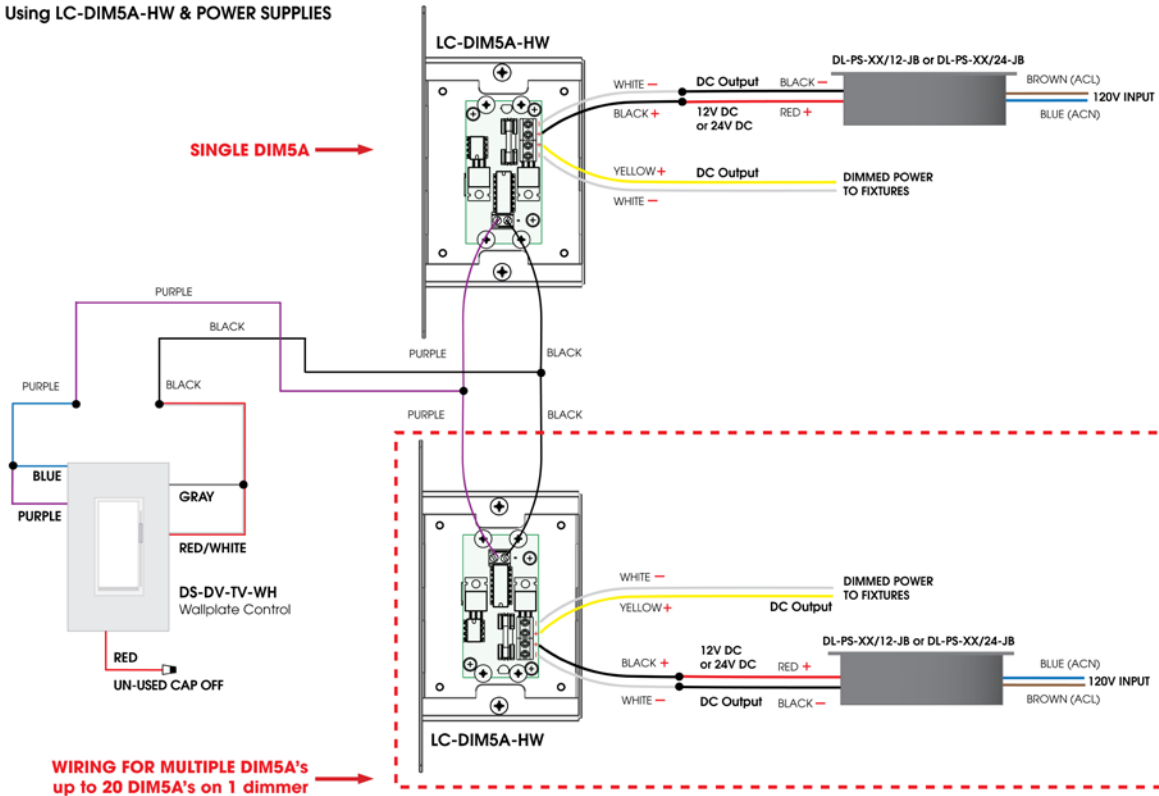 Using LC-DIM5A-HW & POWER SUPPLIES
LC-DIM5A-HW
DL-PS-XX/12-JB or DL-PS-XX/24-JB
WHITE −
DC Output
BLACK −
BROWN (ACL)
120V INPUT
BLACK +
12V DC
or 24V DC
RED +
BLUE (ACN)
SINGLE DIM5A
YELLOW+
DC Output
DIMMED POWER
TO FIXTURES
WHITE −
PURPLE
BLACK
PURPLE
BLACK
PURPLE
BLACK
PURPLE
BLACK
BLUE
GRAY
PURPLE
RED/WHITE
DS-DV-TV-WH
Wallplate Control
RED
UN-USED CAP OFF
WHITE −
DIMMED POWER
TO FIXTURES
YELLOW+
DC Output
DL-PS-XX/12-JB or DL-PS-XX/24-JB
BLACK +
12V DC
or 24V DC
RED +
BLUE (ACN)
120V INPUT
WHITE −
DC Output
BLACK −
BROWN (ACL)
LC-DIM5A-HW
WIRING FOR MULTIPLE DIM5A's
up to 20 DIM5A's on 1 dimmer